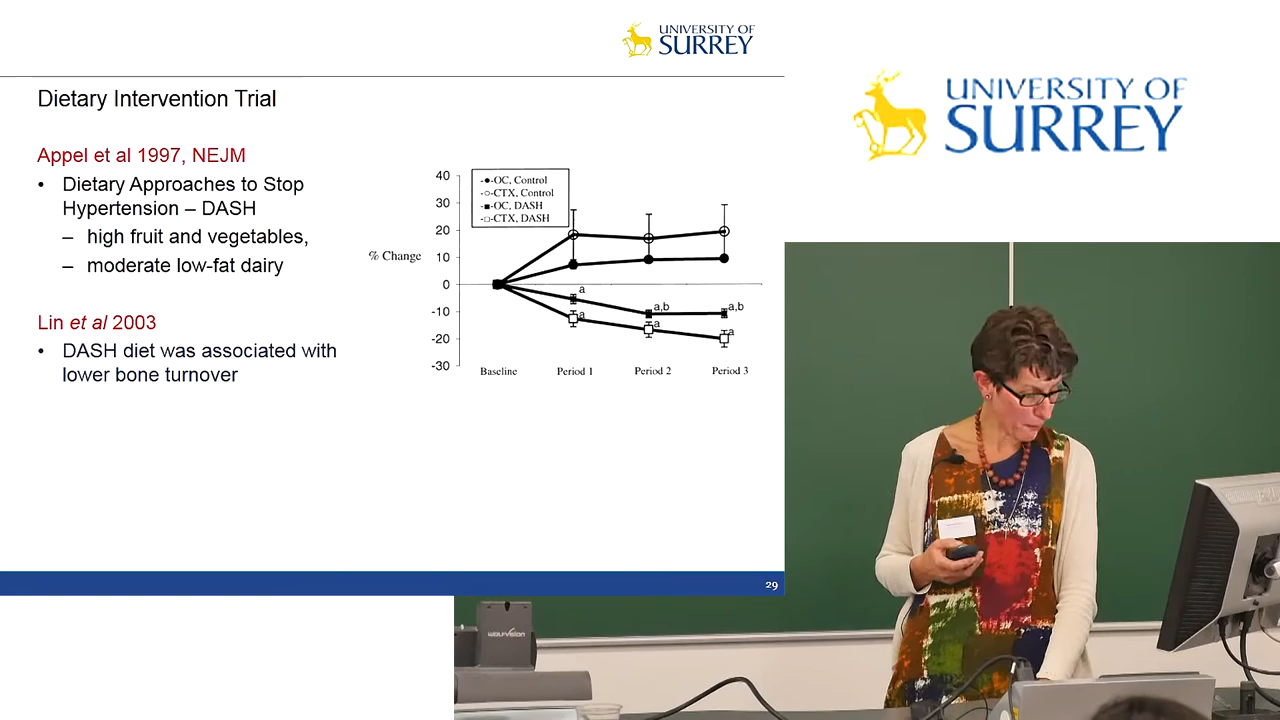 UNIVERSITY OF
SURREY
Dietary Intervention Trial
Appel et al 1997, NEJM
• Dietary Approaches to Stop
Hypertension – DASH
– high fruit and vegetables,
– moderate low-fat dairy
Lin et al 2003
• DASH diet was associated with
lower bone turnover
40
30
20
10
0
-10
-20
-30
% Change
OC, Control
CTX, Control
OC, DASH
CTX, DASH
a
a
a,b
a
a,b
a
Baseline
Period 1
Period 2
Period 3
29
UNIVERSITY OF
SURREY
wolfvision